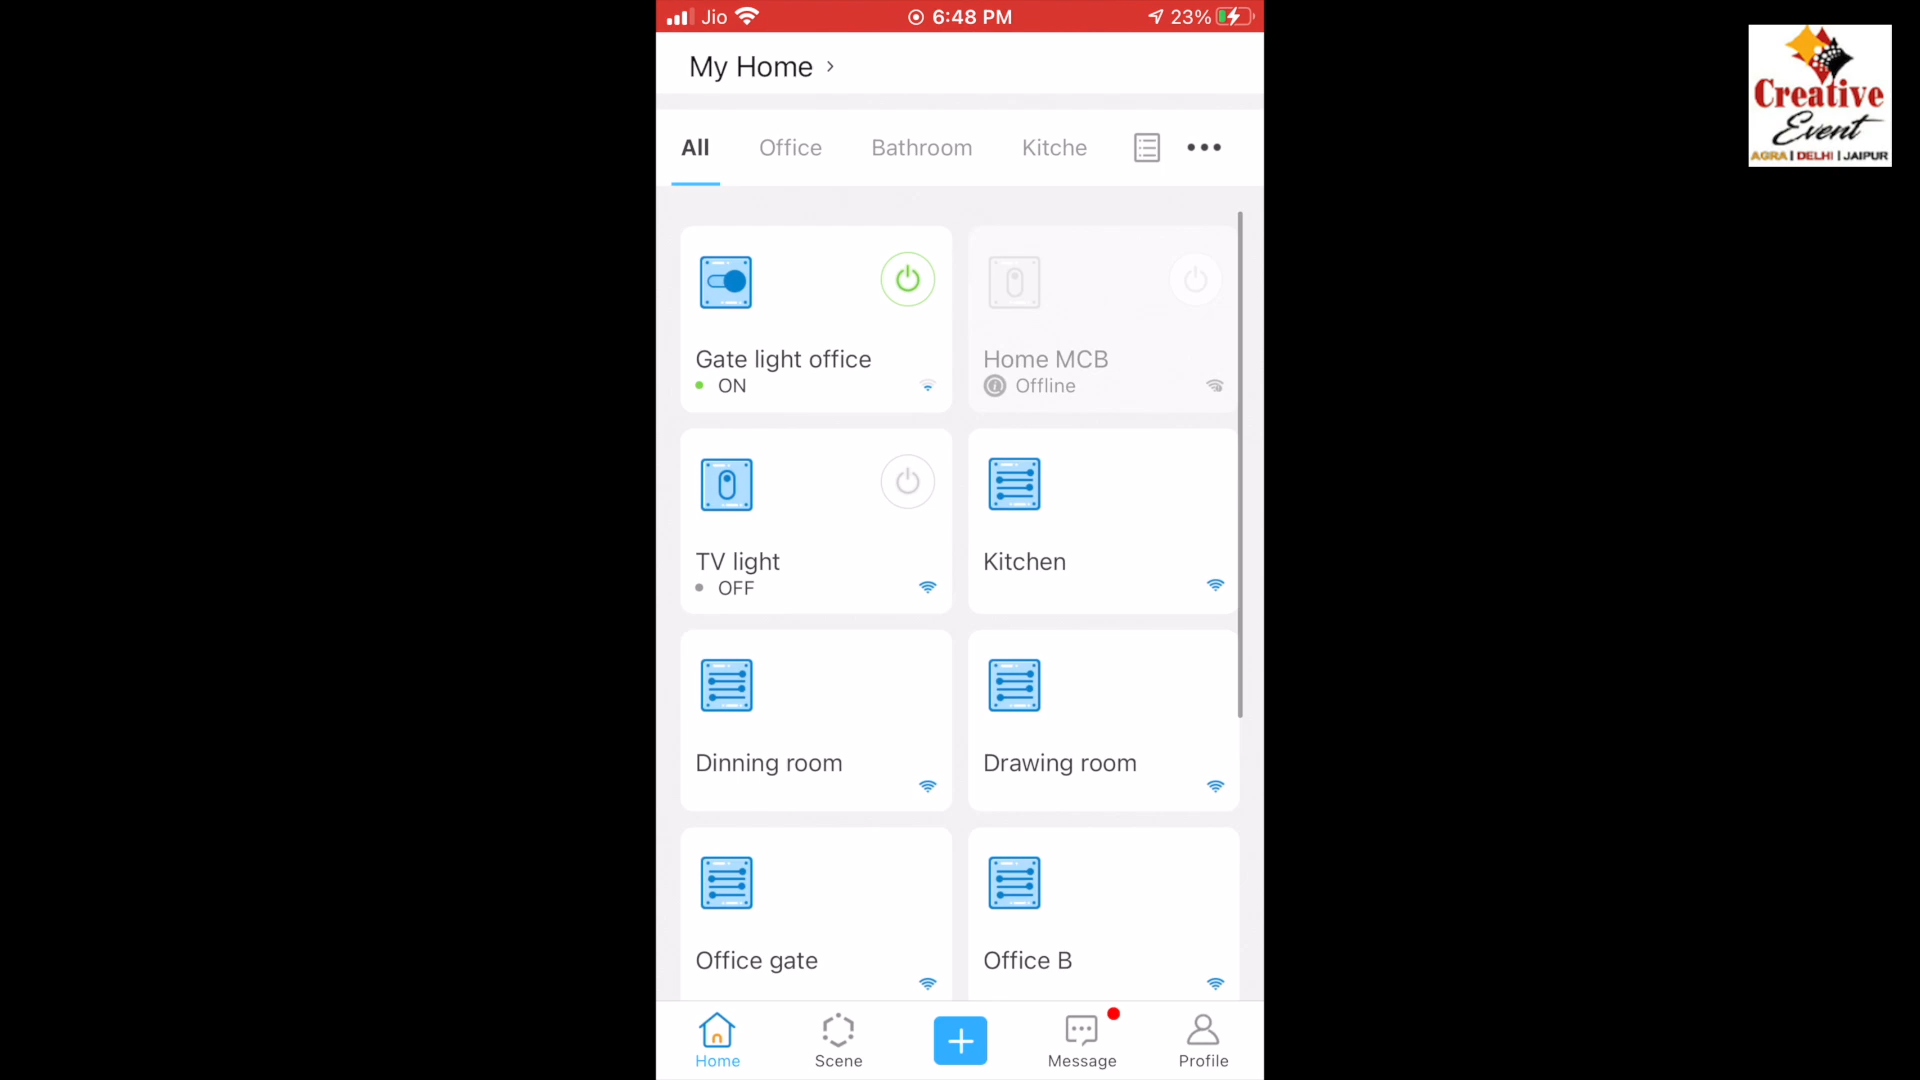 Jio 6:48 PM 23%
My Home
All Office Bathroom Kitche
Gate light office
ON
Home MCB
Offline
TV light
OFF
Kitchen
Dinning room
Drawing room
Office gate
Office B
Home Scene Message Profile
Creative
Event
AGRA | DELHI | JAIPUR